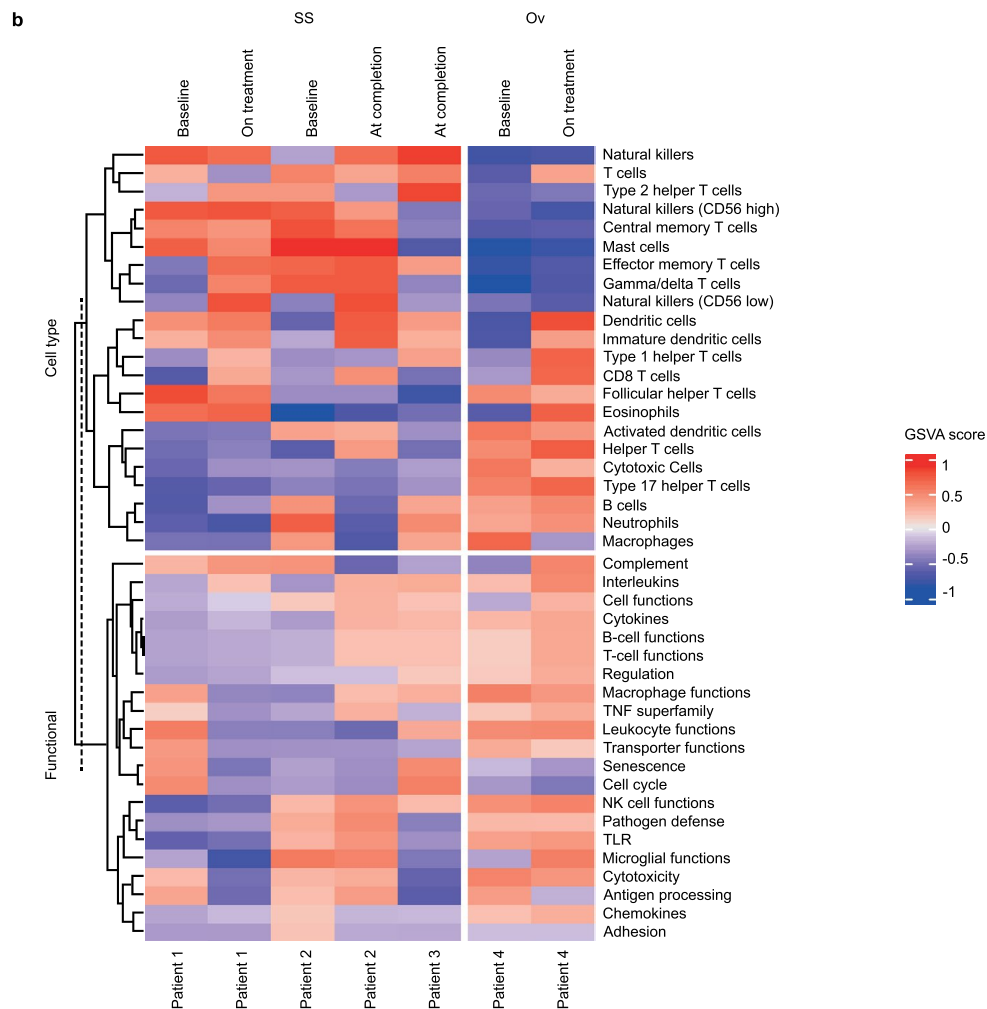 b
SS
Ov
Baseline
On treatment
Baseline
At completion
At completion
Baseline
On treatment
Cell type
Natural killers
T cells
Type 2 helper T cells
Natural killers (CD56 high)
Central memory T cells
Mast cells
Effector memory T cells
Gamma/delta T cells
Natural killers (CD56 low)
Dendritic cells
Immature dendritic cells
Type 1 helper T cells
CD8 T cells
Follicular helper T cells
Eosinophils
Activated dendritic cells
Helper T cells
Cytotoxic Cells
Type 17 helper T cells
B cells
Neutrophils
Macrophages
Functional
Complement
Interleukins
Cell functions
Cytokines
B-cell functions
T-cell functions
Regulation
Macrophage functions
TNF superfamily
Leukocyte functions
Transporter functions
Senescence
Cell cycle
NK cell functions
Pathogen defense
TLR
Microglial functions
Cytotoxicity
Antigen processing
Chemokines
Adhesion
Patient 1
Patient 1
Patient 2
Patient 2
Patient 3
Patient 4
Patient 4
GSVA score
1
0.5
0
-0.5
-1